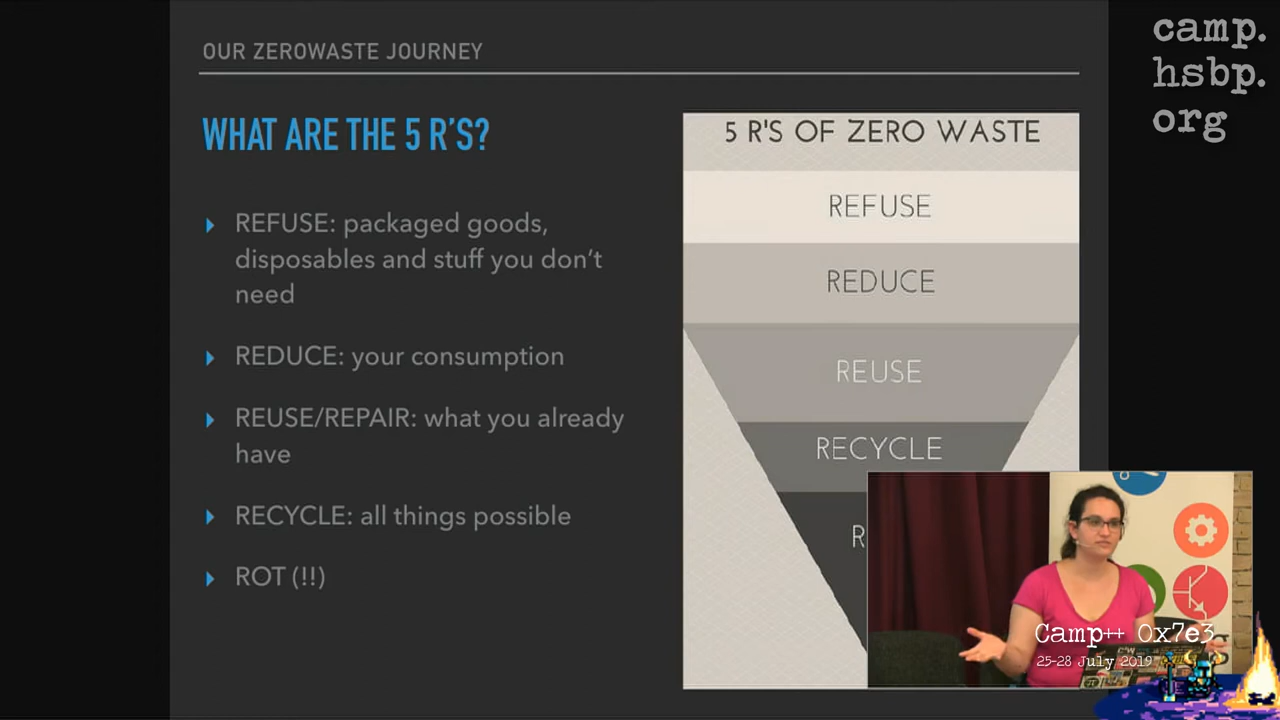 OUR ZEROWASTE JOURNEY
WHAT ARE THE 5 R'S?
REFUSE: packaged goods,
disposables and stuff you don't
need
REDUCE: your consumption
REUSE/REPAIR: what you already
have
RECYCLE: all things possible
ROT (!!)
5 R'S OF ZERO WASTE
REFUSE
REDUCE
REUSE
RECYCLE
R
camp.
hsbp.
org
Camp++ 0x7e3
25-28 July 2019